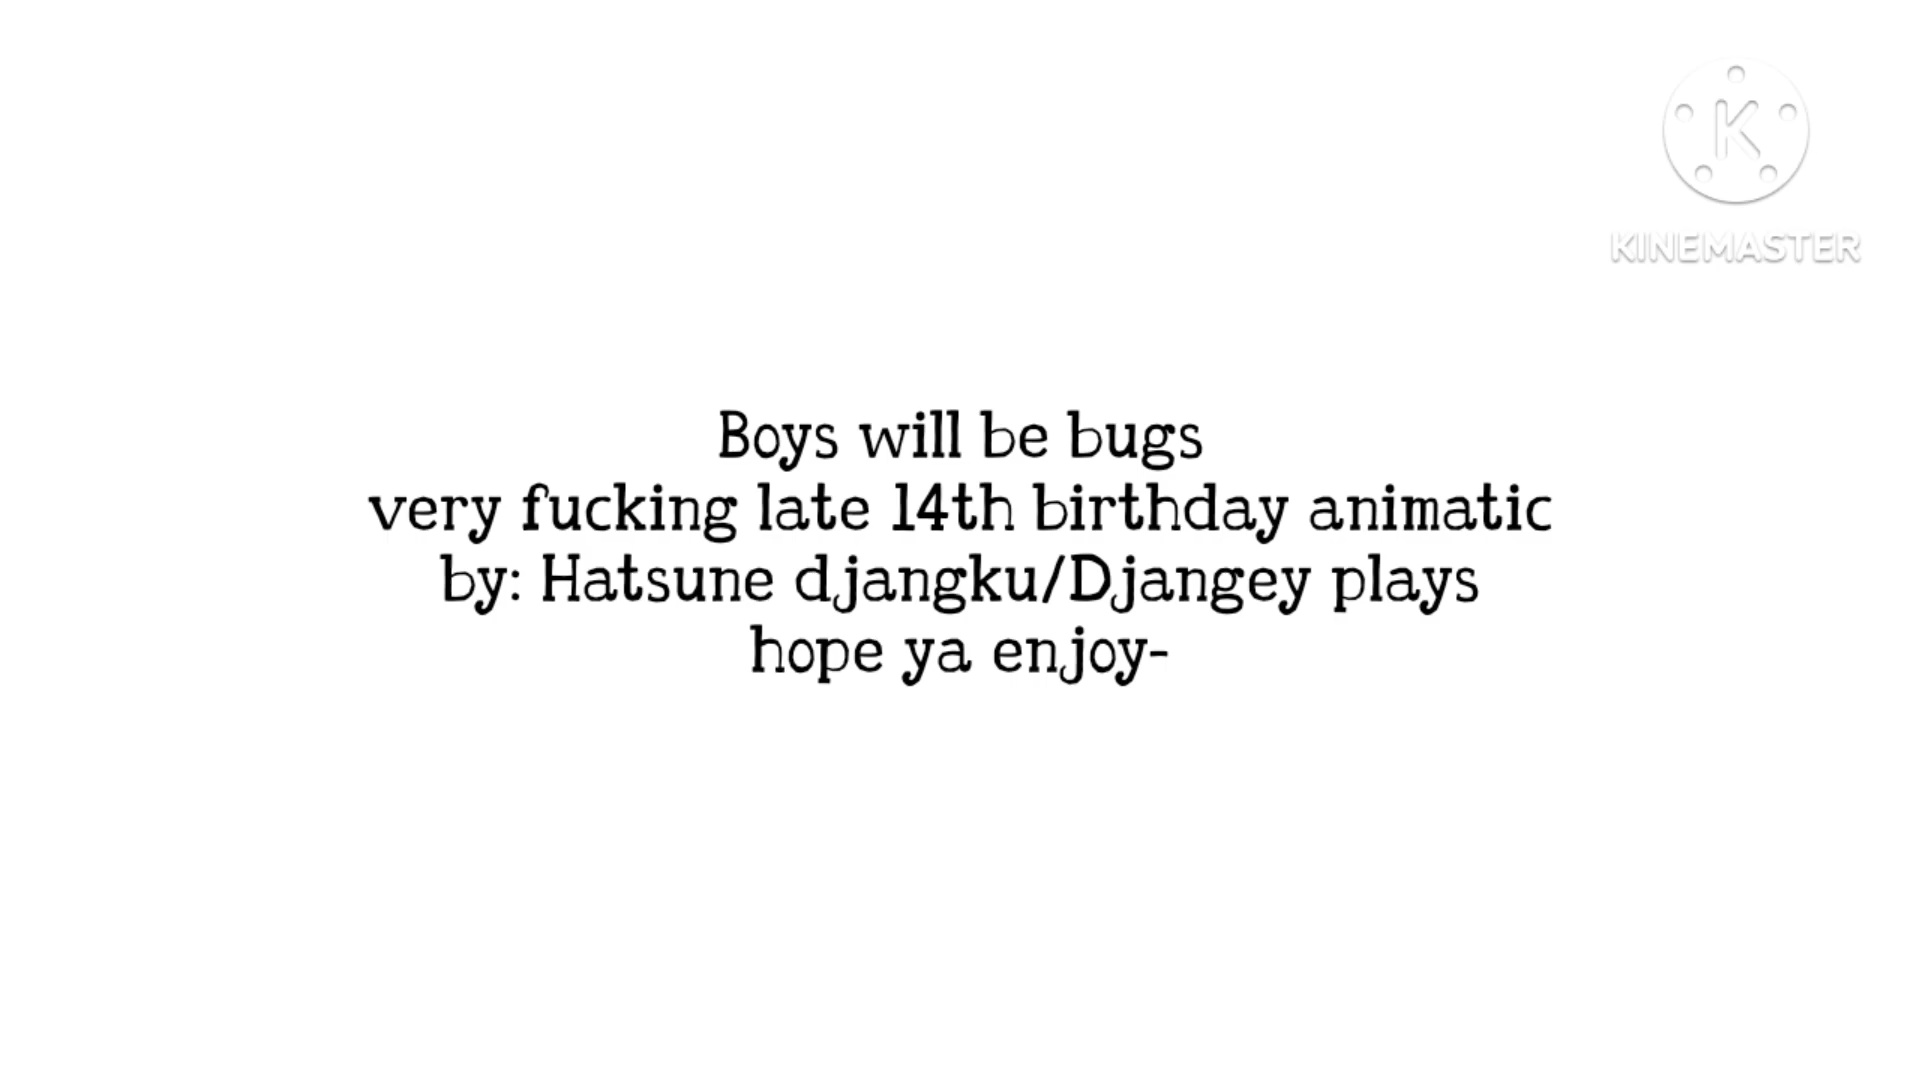 K
KINEMASTER
Boys will be bugs
very fucking late 14th birthday animatic
by: Hatsune djangku/Djangey plays
hope ya enjoy-